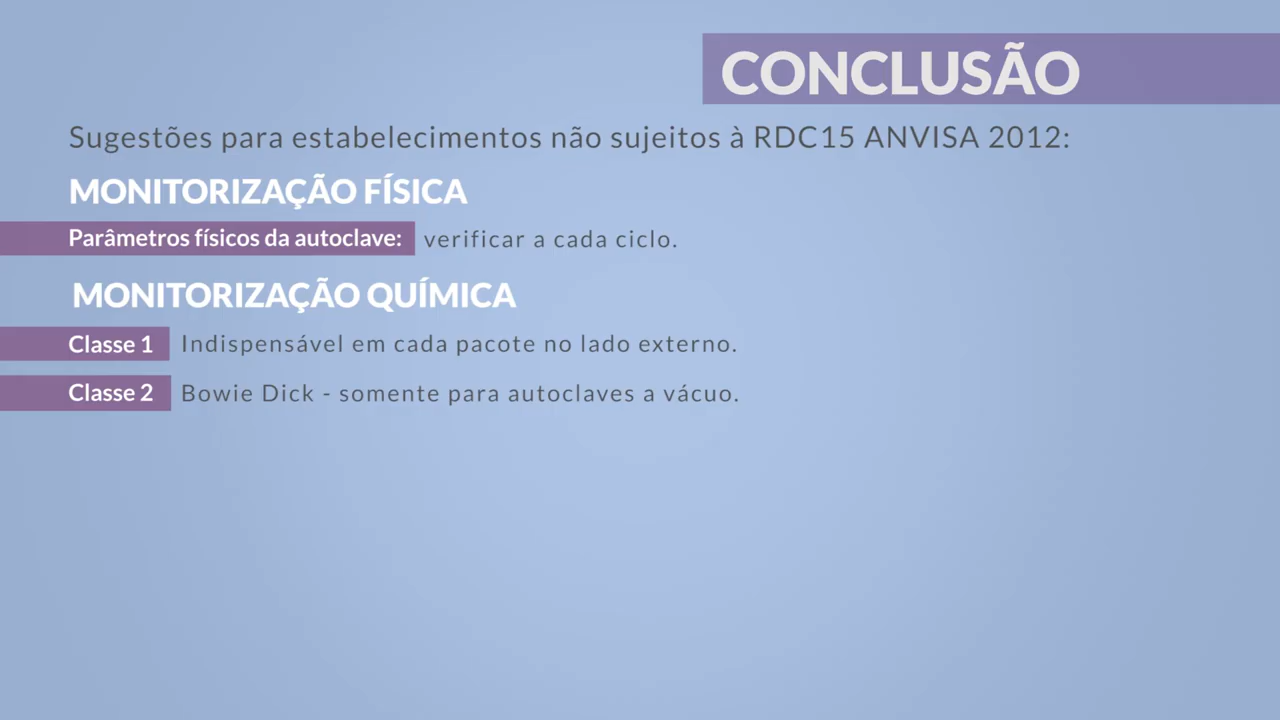 CONCLUSÃO
Sugestões para estabelecimentos não sujeitos à RDC15 ANVISA 2012:
MONITORIZAÇÃO FÍSICA
Parâmetros físicos da autoclave: verificar a cada ciclo.
MONITORIZAÇÃO QUÍMICA
Classe 1 Indispensável em cada pacote no lado externo.
Classe 2 Bowie Dick - somente para autoclaves a vácuo.